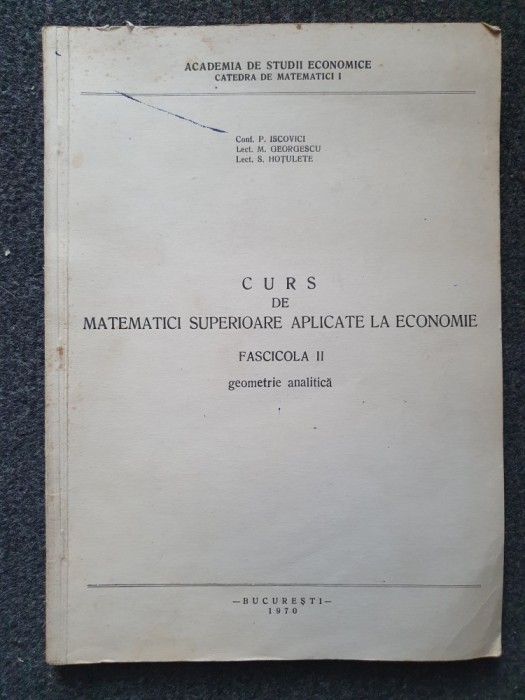 ACADEMIA DE STUDII ECONOMICE
CATEDRA DE MATEMATICI I
Conf. P. ISCOVICI
Lect. M. GEORGESCU
Lect. S. HOȚULETE
CURS
DE
MATEMATICI SUPERIOARE APLICATE LA ECONOMIE
FASCICOLA II
geometrie analitică
—BUCUREȘTI—
1970